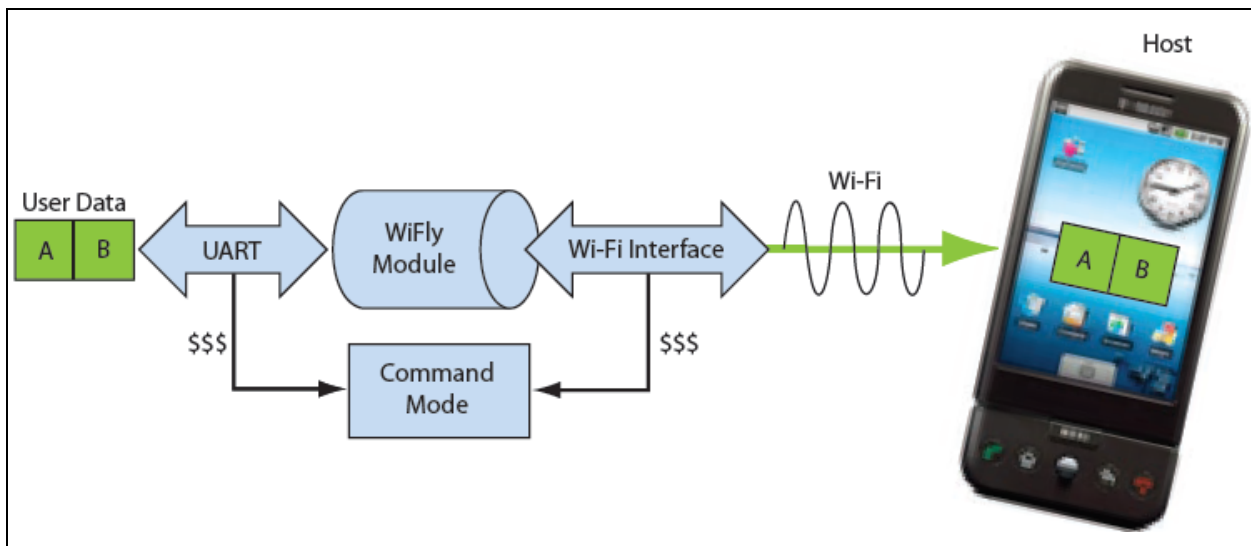 Host
Wi-Fi
User Data
A B
UART
WiFly
Module
Wi-Fi Interface
A B
$$$
$$$
Command
Mode